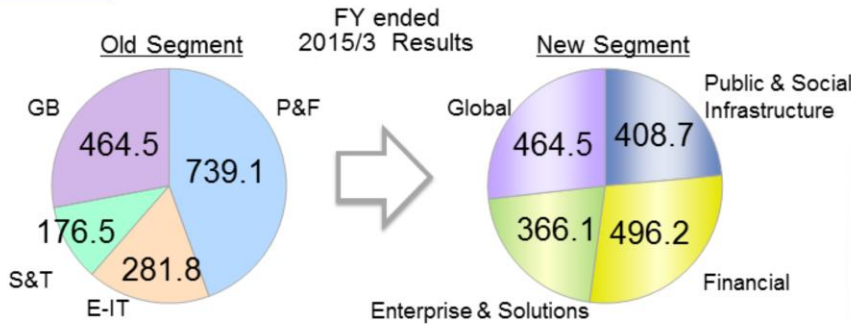 FY ended
2015/3 Results
Old Segment
GB
P&F
464.5
739.1
176.5
281.8
S&T
E-IT
New Segment
Global
Public & Social
Infrastructure
464.5
408.7
366.1
496.2
Financial
Enterprise & Solutions